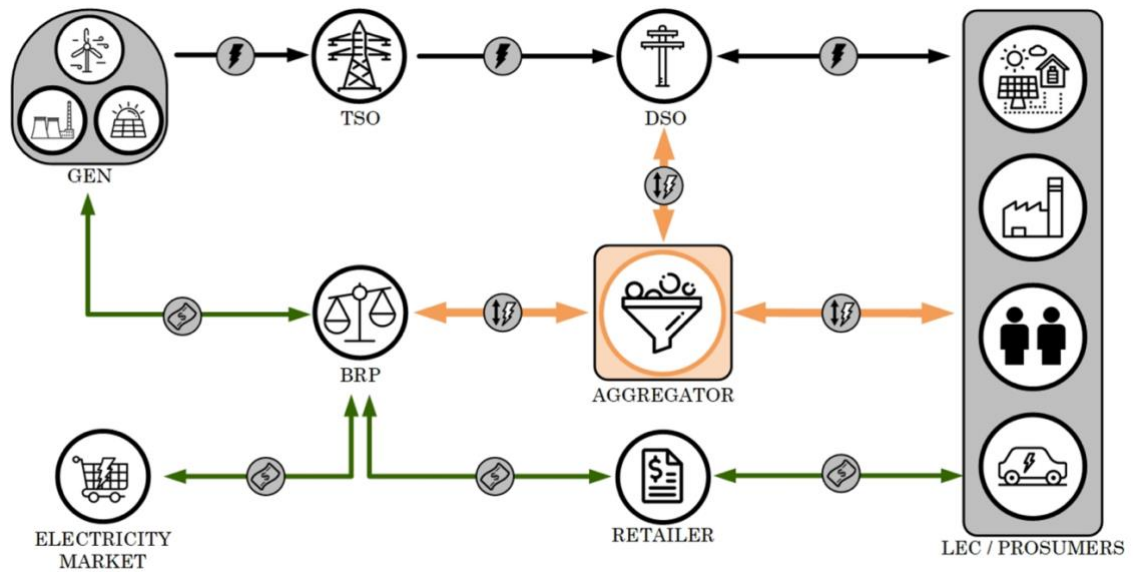 TSO
DSO
GEN
BRP
AGGREGATOR
ELECTRICITY
MARKET
RETAILER
LEC / PROSUMERS